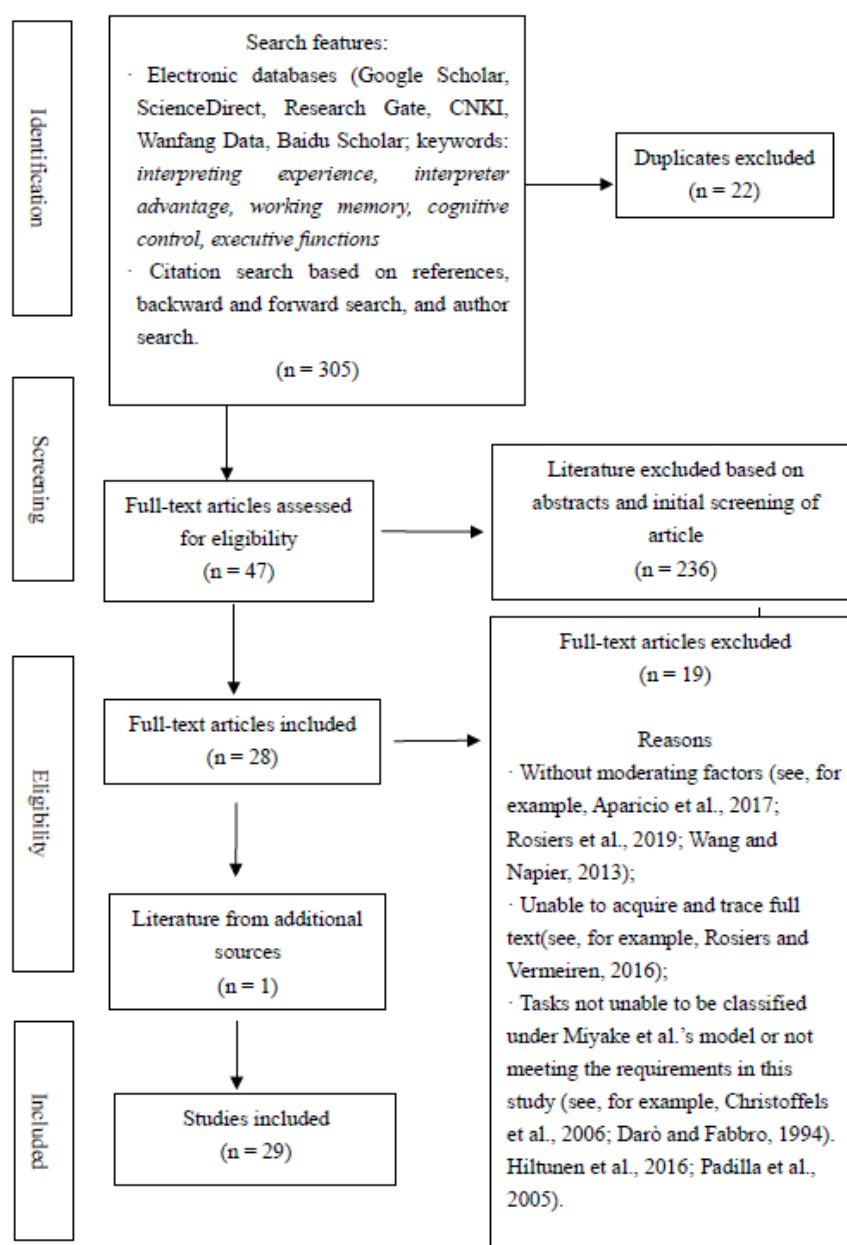 Identification
Search features:
· Electronic databases (Google Scholar,
ScienceDirect, Research Gate, CNKI,
Wanfang Data, Baidu Scholar; keywords:
interpreting experience, interpreter
advantage, working memory, cognitive
control, executive functions
· Citation search based on references,
backward and forward search, and author
search.
(n = 305)
Duplicates excluded
(n = 22)
Screening
Full-text articles assessed
for eligibility
(n = 47)
Literature excluded based on
abstracts and initial screening of
article
(n = 236)
Eligibility
Full-text articles included
(n = 28)
Full-text articles excluded
(n = 19)
Reasons
· Without moderating factors (see, for
example, Aparicio et al., 2017;
Rosiers et al., 2019; Wang and
Napier, 2013);
· Unable to acquire and trace full
text(see, for example, Rosiers and
Vermeiren, 2016);
· Tasks not unable to be classified
under Miyake et al.'s model or not
meeting the requirements in this
study (see, for example, Christoffels
et al., 2006; Darò and Fabbro, 1994).
Hiltunen et al., 2016; Padilla et al.,
2005).
Literature from additional
sources
(n = 1)
Included
Studies included
(n = 29)